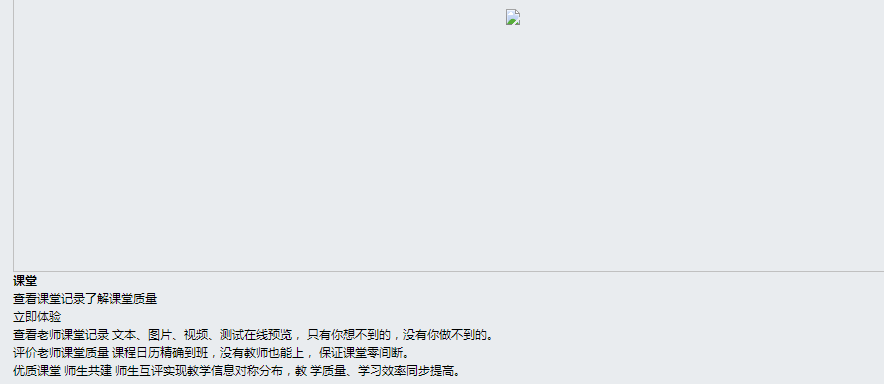 课堂
查看课堂记录了解课堂质量
立即体验
查看老师课堂记录 文本、图片、视频、测试在线预览， 只有你想不到的，没有你做不到的。
评价老师课堂质量 课程日历精确到班，没有教师也能上， 保证课堂零间断。
优质课堂 师生共建 师生互评实现教学信息对称分布，教 学质量、学习效率同步提高。